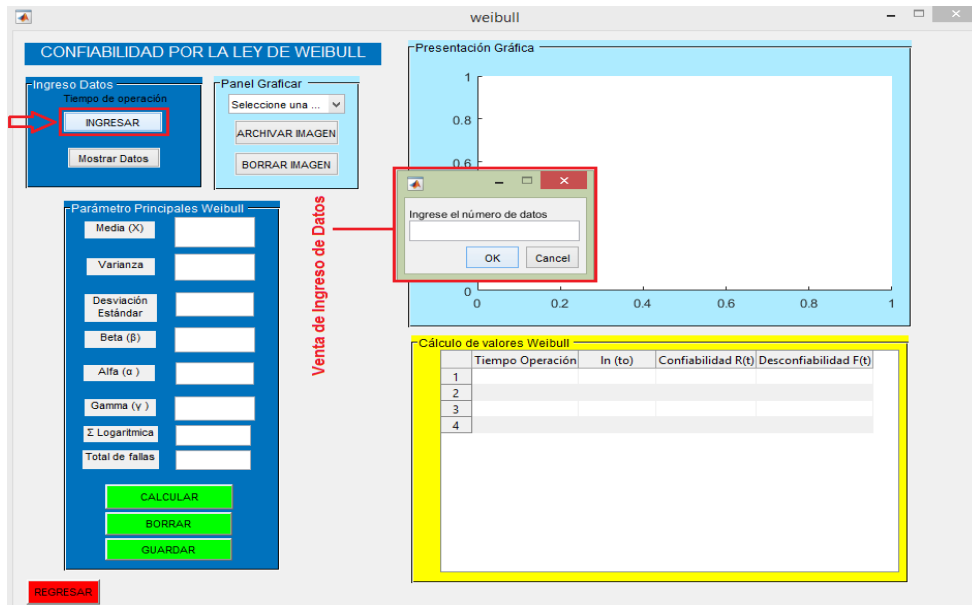 weibull
CONFIABILIDAD POR LA LEY DE WEIBULL
Ingreso Datos
Tiempo de operación
INGRESAR
Mostrar Datos
Panel Graficar
Seleccione una ...
ARCHIVAR IMAGEN
BORRAR IMAGEN
Parámetro Principales Weibull
Media (X)
Varianza
Desviación
Estándar
Beta (β)
Alfa (α )
Gamma (γ )
Σ Logaritmica
Total de fallas
CALCULAR
BORRAR
GUARDAR
REGRESAR
Venta de Ingreso de Datos
Presentación Gráfica
1
0.8
0.6
0
0 0.2 0.4 0.6 0.8 1
Ingrese el número de datos
OK Cancel
Cálculo de valores Weibull
Tiempo Operación ln (to) Confiabilidad R(t) Desconfiabilidad F(t)
1
2
3
4